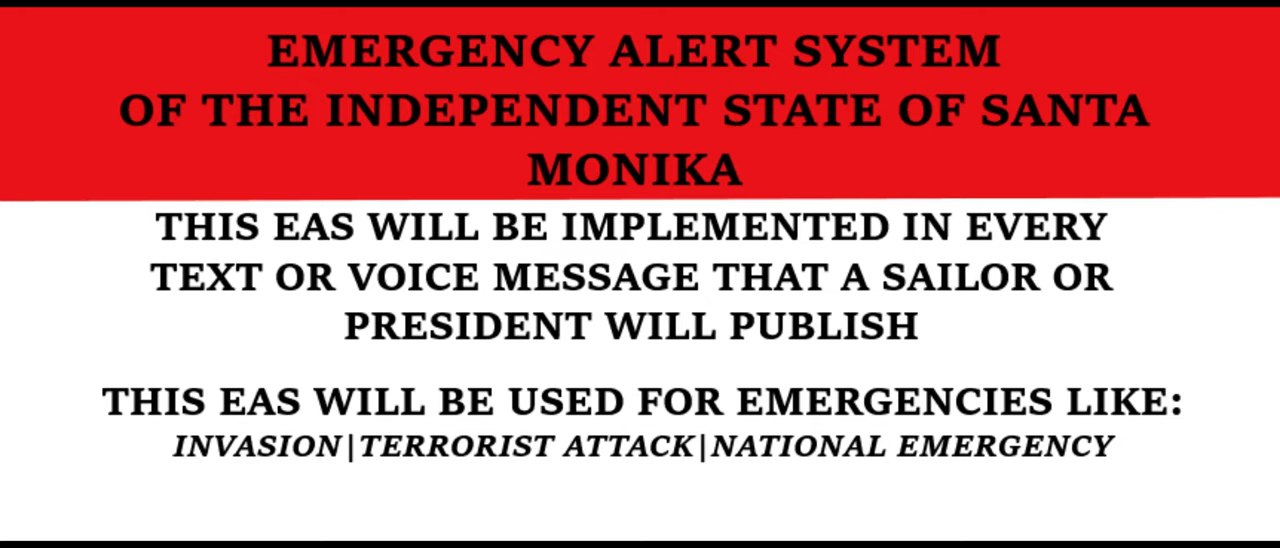 EMERGENCY ALERT SYSTEM
OF THE INDEPENDENT STATE OF SANTA
MONIKA
THIS EAS WILL BE IMPLEMENTED IN EVERY
TEXT OR VOICE MESSAGE THAT A SAILOR OR
PRESIDENT WILL PUBLISH
THIS EAS WILL BE USED FOR EMERGENCIES LIKE:
INVASION|TERRORIST ATTACK|NATIONAL EMERGENCY